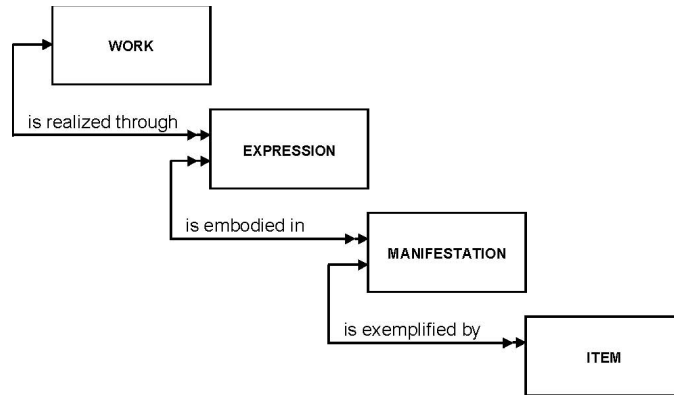 WORK
is realized through
EXPRESSION
is embodied in
MANIFESTATION
is exemplified by
ITEM